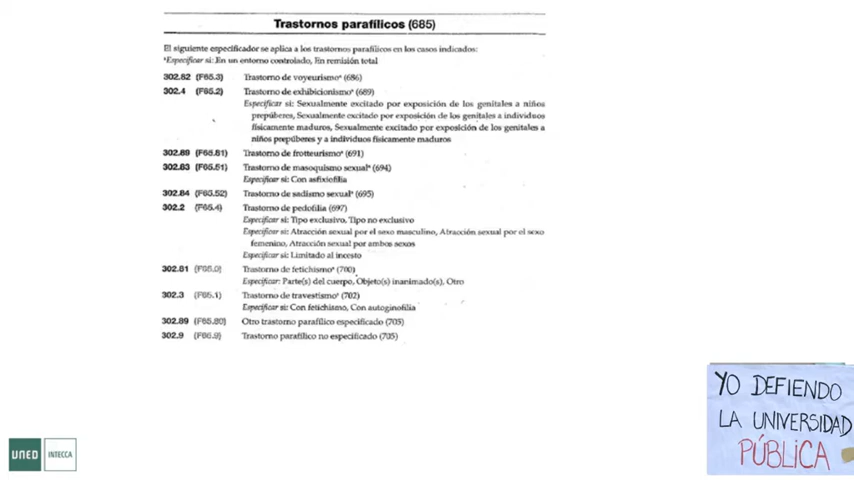 Trastornos parafílicos (685)
El siguiente especificador se aplica a los trastornos parafílicos en los casos indicados:
ªEspecificar si: En un entorno controlado, En remisión total
302.82 (F65.3) Trastorno de voyeurismoª (686)
302.4 (F65.2) Trastorno de exhibicionismoª (689)
Especificar si: Sexualmente excitado por exposición de los genitales a niños
prepúberes, Sexualmente excitado por exposición de los genitales a individuos
físicamente maduros, Sexualmente excitado por exposición de los genitales a
niños prepúberes y a individuos físicamente maduros
302.89 (F65.81) Trastorno de frotteurismoª (691)
302.83 (F65.51) Trastorno de masoquismo sexualª (694)
Especificar si: Con asfixiofilia
302.84 (F65.52) Trastorno de sadismo sexualª (695)
302.2 (F65.4) Trastorno de pedofilia (697)
Especificar si: Tipo exclusivo, Tipo no exclusivo
Especificar si: Atracción sexual por el sexo masculino, Atracción sexual por el sexo
femenino, Atracción sexual por ambos sexos
Especificar si: Limitado al incesto
302.81 (F65.0) Trastorno de fetichismoª (700)
Especificar: Parte(s) del cuerpo, Objeto(s) inanimado(s), Otro
302.3 (F65.1) Trastorno de travestismoª (702)
Especificar si: Con fetichismo, Con autoginofilia
302.89 (F65.89) Otro trastorno parafílico especificado (705)
302.9 (F65.9) Trastorno parafílico no especificado (705)
YO DEFIENDO
LA UNIVERSIDAD
PÚBLICA
UNED INTECCA